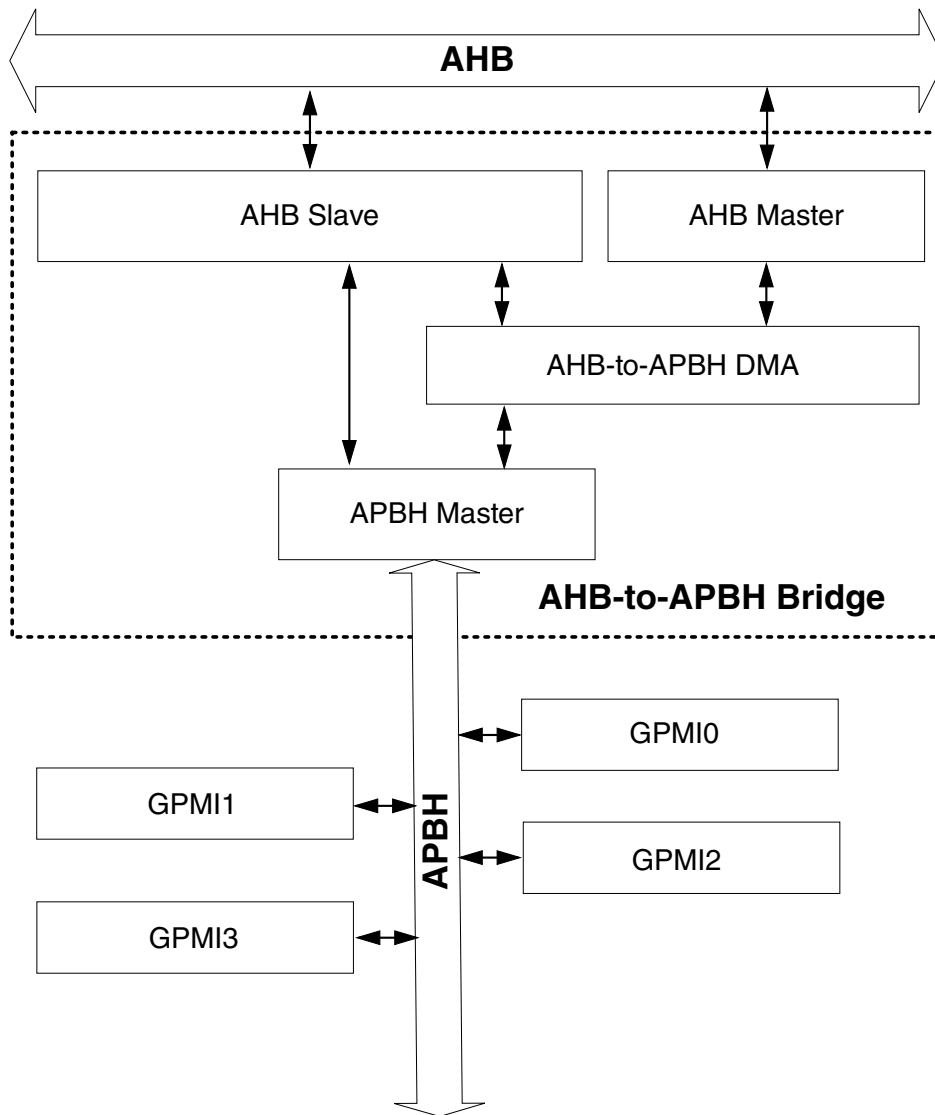 AHB
AHB Slave
AHB Master
AHB-to-APBH DMA
APBH Master
AHB-to-APBH Bridge
GPMI0
GPMI1
APBH
GPMI2
GPMI3